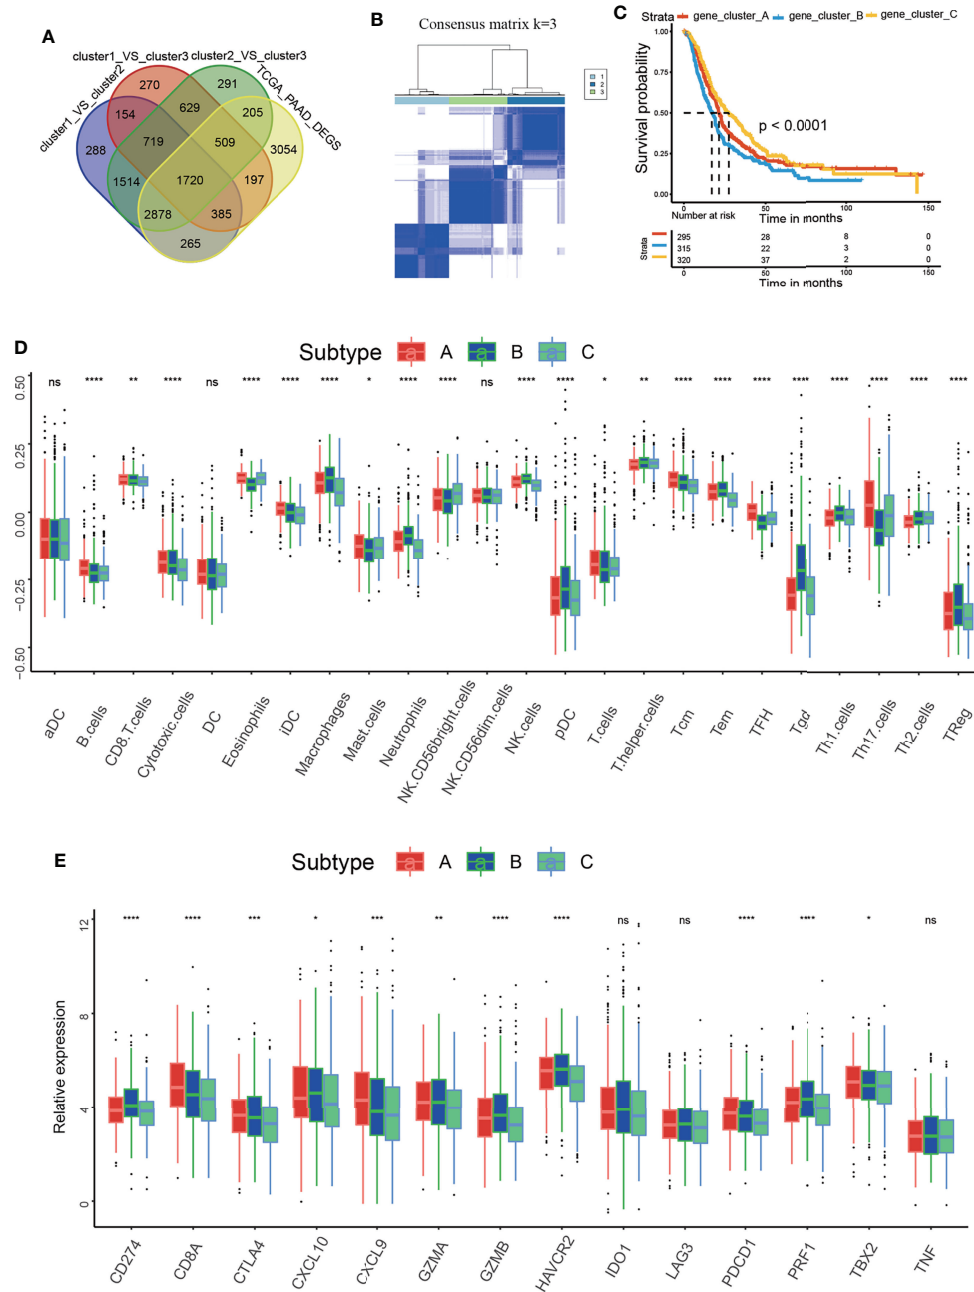 A
cluster1_VS_cluster2
cluster1_VS_cluster3
cluster2_VS_cluster3
TCGA_PAAD_DEGS
270
291
154
629
205
288
719
509
3054
1514
1720
197
2878
385
265
B
Consensus matrix k=3
1
2
3
C
Strata gene_cluster_A gene_cluster_B gene_cluster_C
Survival probability
1.00
0.75
0.50
0.25
0.00
p < 0.0001
0 50 100 150
Time in months
Number at risk
Strata
295 28 8 0
315 22 3 0
320 37 2 0
0 50 100 150
Time in months
D
Subtype a A a B a C
ns **** ** **** ns **** **** **** * **** **** ns **** **** * ** **** **** **** **** **** **** **** ****
0.50
0.25
0.00
-0.25
-0.50
aDC
B.cells
CD8.T.cells
Cytotoxic.cells
DC
Eosinophils
iDC
Macrophages
Mast.cells
Neutrophils
NK.CD56bright.cells
NK.CD56dim.cells
NK.cells
pDC
T.cells
T.helper.cells
Tcm
Tem
TFH
Tgd
Th1.cells
Th17.cells
Th2.cells
TReg
E
Subtype a A a B a C
**** **** *** * *** ** **** **** ns ns **** **** * ns
Relative expression
12
8
4
0
CD274
CD8A
CTLA4
CXCL10
CXCL9
GZMA
GZMB
HAVCR2
IDO1
LAG3
PDCD1
PRF1
TBX2
TNF